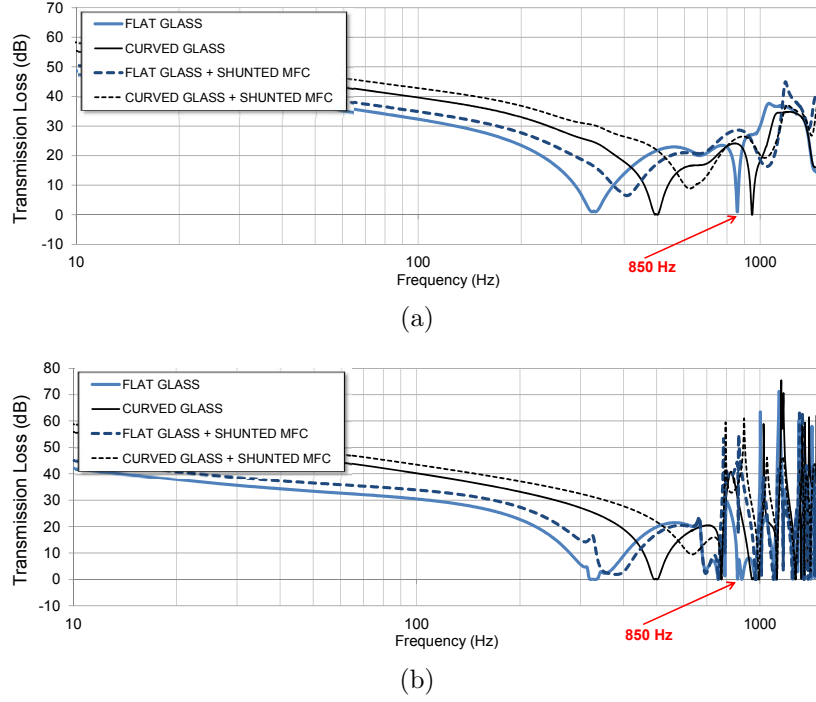 70
60
50
40
30
20
10
0
-10
Transmission Loss (dB)
FLAT GLASS
CURVED GLASS
FLAT GLASS + SHUNTED MFC
CURVED GLASS + SHUNTED MFC
10
100
1000
850 Hz
Frequency (Hz)
(a)
80
70
60
50
40
30
20
10
0
-10
Transmission Loss (dB)
FLAT GLASS
CURVED GLASS
FLAT GLASS + SHUNTED MFC
CURVED GLASS + SHUNTED MFC
10
100
1000
850 Hz
Frequency (Hz)
(b)